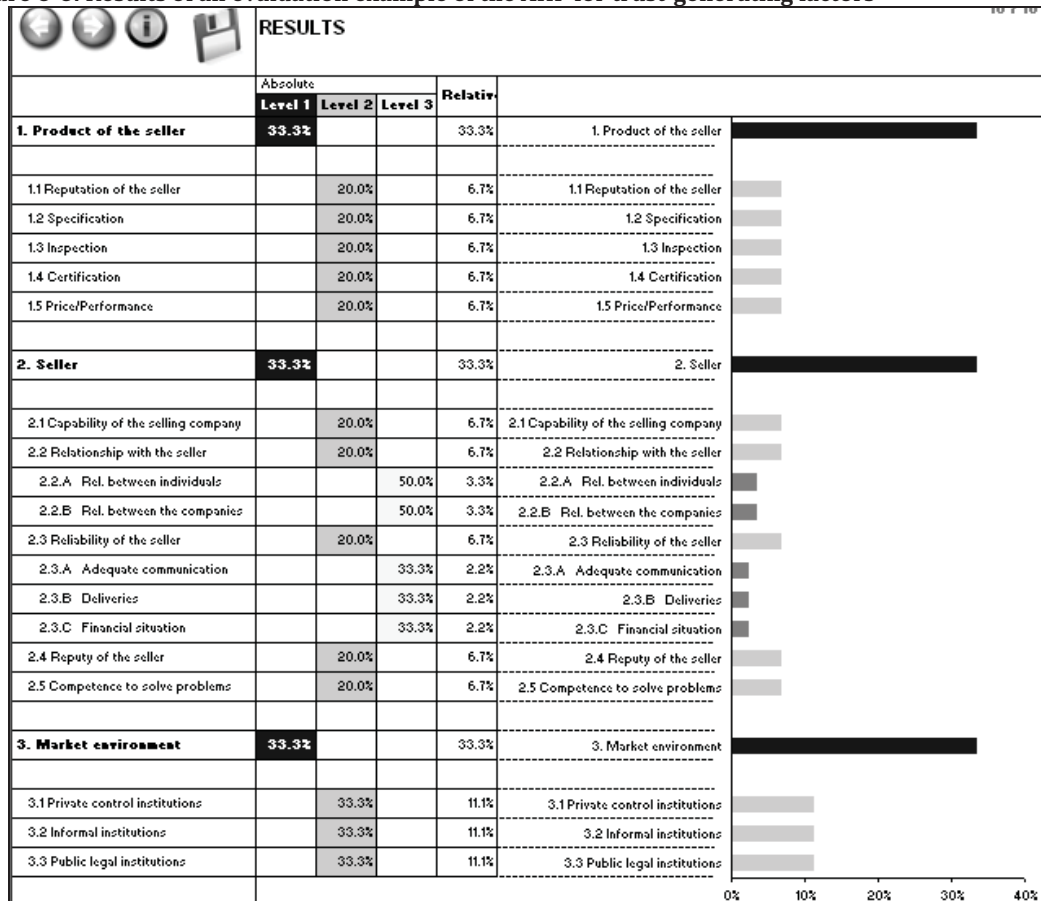 Results of an evaluation example of the AHP for trust-generating factors
RESULTS
Absolute
Level 1 Level 2 Level 3 Relativ
1. Product of the seller 33.3% 33.3% 1. Product of the seller
1.1 Reputation of the seller 20.0% 6.7% 1.1 Reputation of the seller
1.2 Specification 20.0% 6.7% 1.2 Specification
1.3 Inspection 20.0% 6.7% 1.3 Inspection
1.4 Certification 20.0% 6.7% 1.4 Certification
1.5 Price/Performance 20.0% 6.7% 1.5 Price/Performance
2. Seller 33.3% 33.3% 2. Seller
2.1 Capability of the selling company 20.0% 6.7% 2.1 Capability of the selling company
2.2 Relationship with the seller 20.0% 6.7% 2.2 Relationship with the seller
2.2.A Rel. between individuals 50.0% 3.3% 2.2.A Rel. between individuals
2.2.B Rel. between the companies 50.0% 3.3% 2.2.B Rel. between the companies
2.3 Reliability of the seller 20.0% 6.7% 2.3 Reliability of the seller
2.3.A Adequate communication 33.3% 2.2% 2.3.A Adequate communication
2.3.B Deliveries 33.3% 2.2% 2.3.B Deliveries
2.3.C Financial situation 33.3% 2.2% 2.3.C Financial situation
2.4 Reputy of the seller 20.0% 6.7% 2.4 Reputy of the seller
2.5 Competence to solve problems 20.0% 6.7% 2.5 Competence to solve problems
3. Market environment 33.3% 33.3% 3. Market environment
3.1 Private control institutions 33.3% 11.1% 3.1 Private control institutions
3.2 Informal institutions 33.3% 11.1% 3.2 Informal institutions
3.3 Public legal institutions 33.3% 11.1% 3.3 Public legal institutions
0% 10% 20% 30% 40%